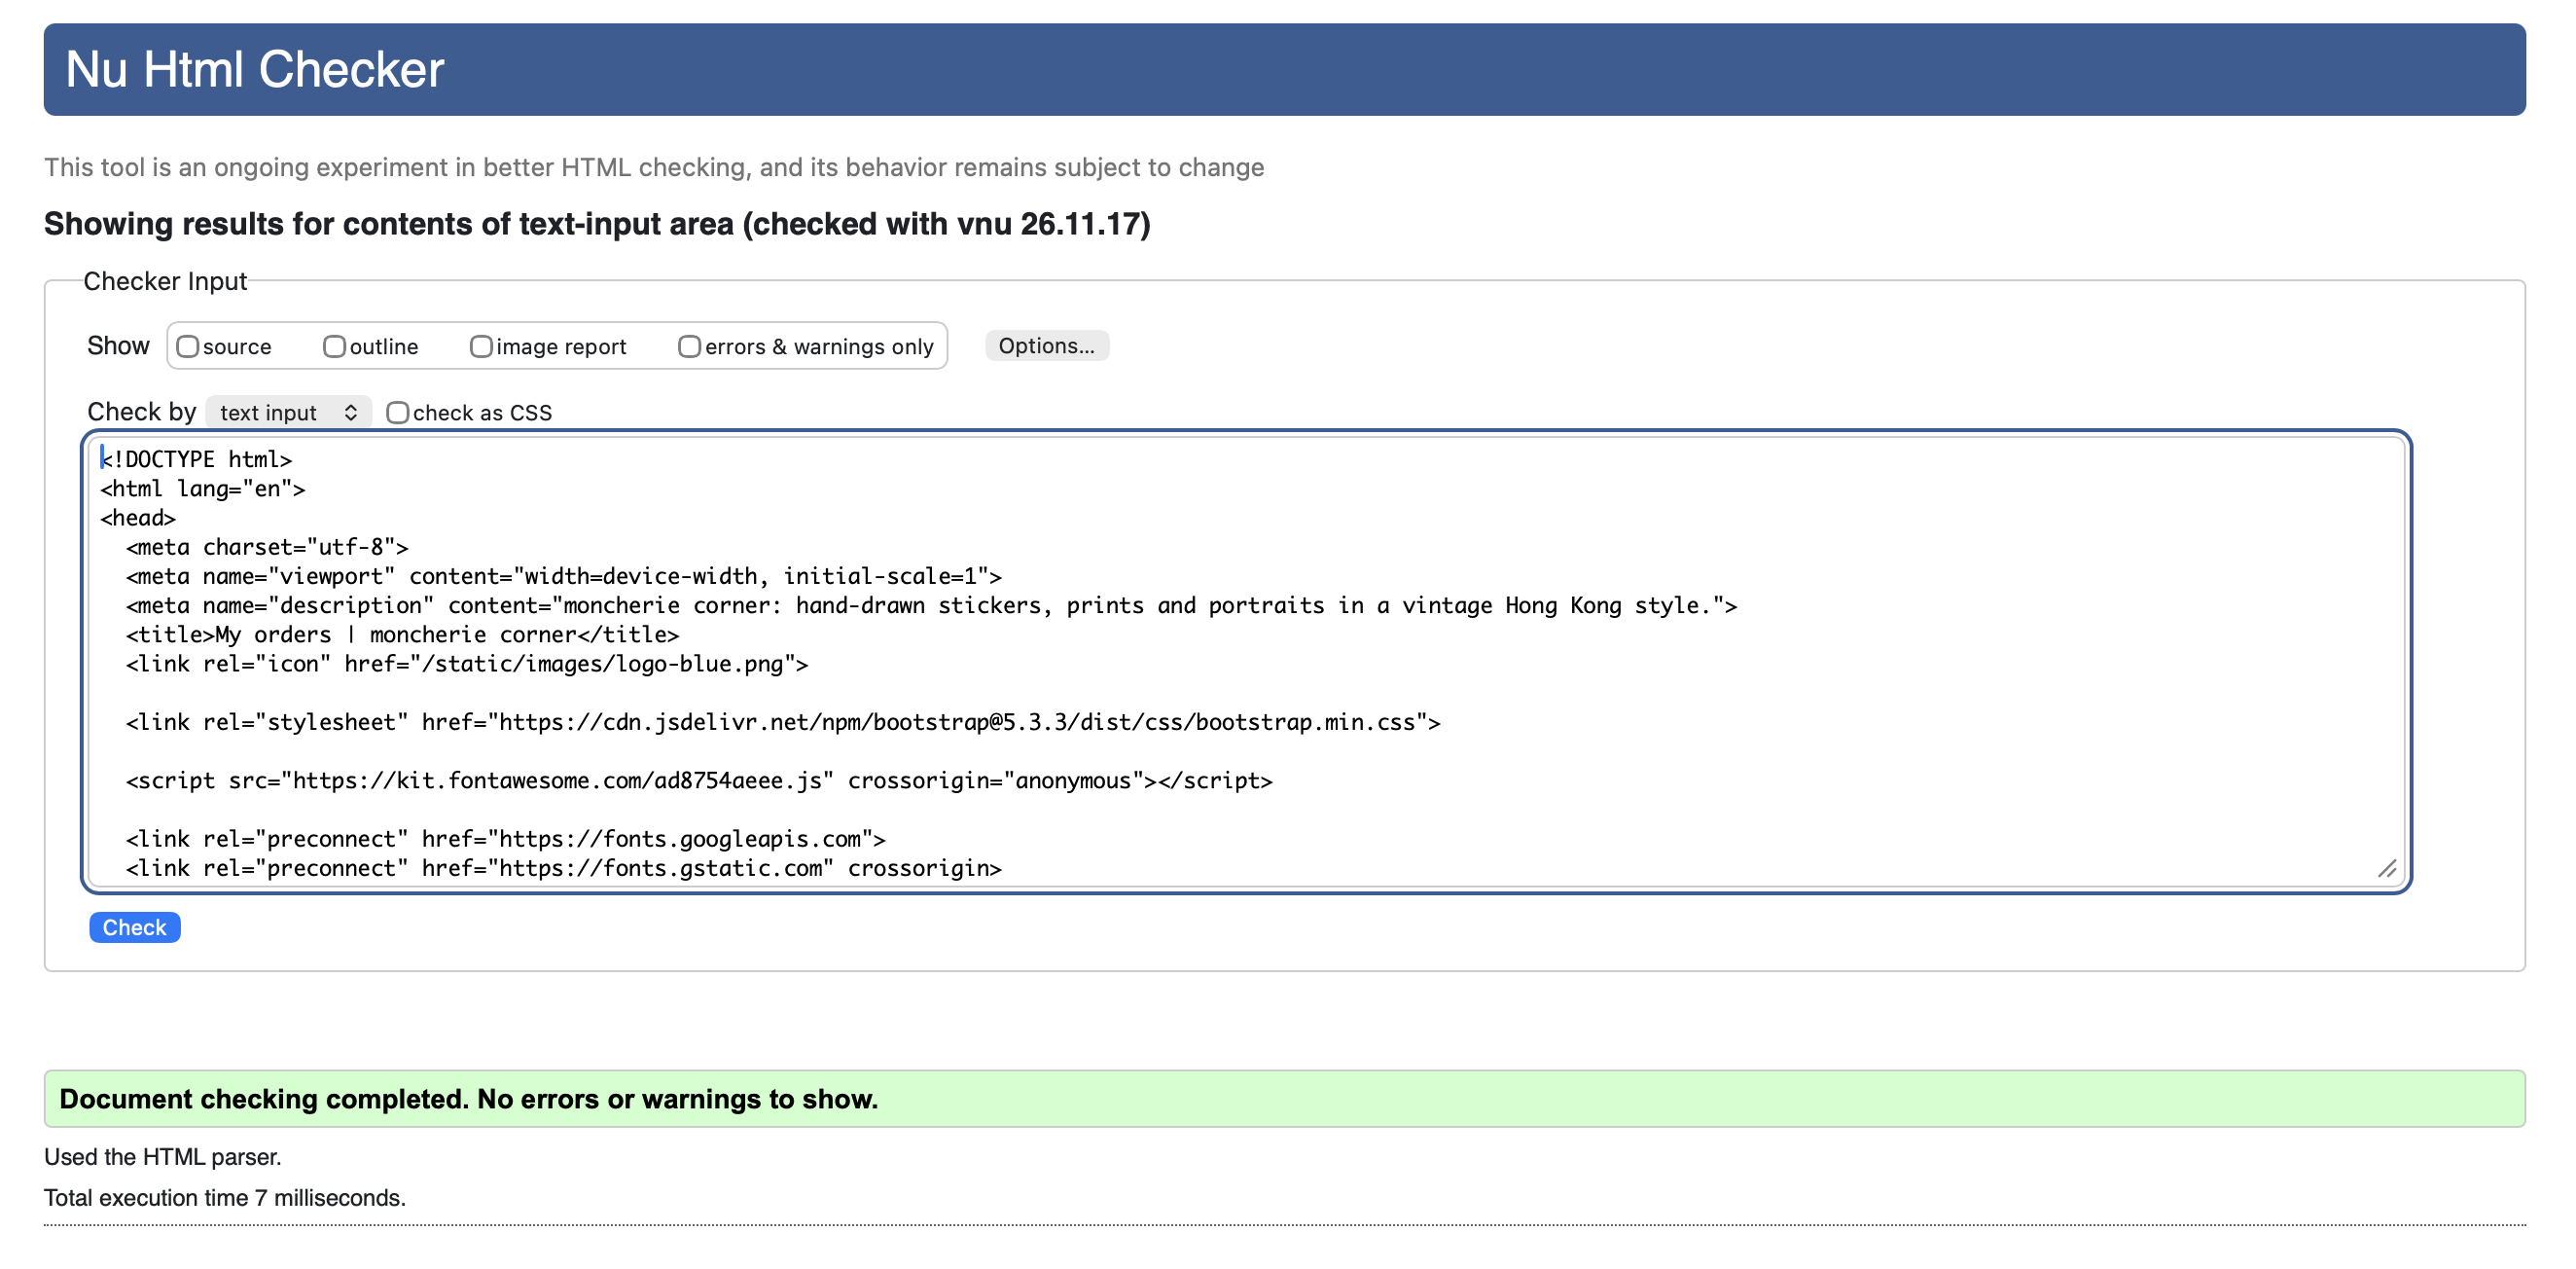 Nu Html Checker
This tool is an ongoing experiment in better HTML checking, and its behavior remains subject to change
Showing results for contents of text-input area (checked with vnu 26.11.17)
Checker Input
Show source outline image report errors & warnings only Options...
Check by text input check as CSS
<!DOCTYPE html>
<html lang="en">
<head>
  <meta charset="utf-8">
  <meta name="viewport" content="width=device-width, initial-scale=1">
  <meta name="description" content="moncherie corner: hand-drawn stickers, prints and portraits in a vintage Hong Kong style.">
  <title>My orders | moncherie corner</title>
  <link rel="icon" href="/static/images/logo-blue.png">
  <link rel="stylesheet" href="https://cdn.jsdelivr.net/npm/bootstrap@5.3.3/dist/css/bootstrap.min.css">
  <script src="https://kit.fontawesome.com/ad8754aeee.js" crossorigin="anonymous"></script>
  <link rel="preconnect" href="https://fonts.googleapis.com">
  <link rel="preconnect" href="https://fonts.gstatic.com" crossorigin>
Check
Document checking completed. No errors or warnings to show.
Used the HTML parser.
Total execution time 7 milliseconds.